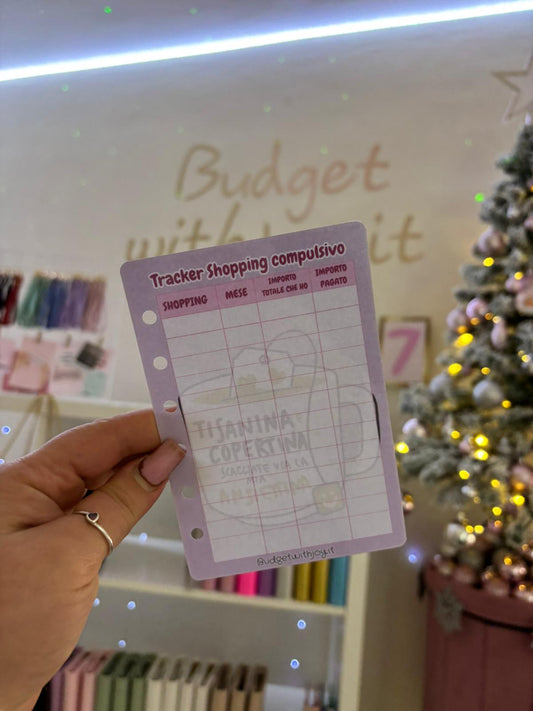 Budget
with it
Tracker Shopping compulsivo
SHOPPING
MESE
IMPORTO
TOTALE CHE HO
IMPORTO
PAGATO
7
TISANINA
COPERTINA
SCACCIATE VIA LA
MIA
ANSIETTINA
Budgetwithjoy.it